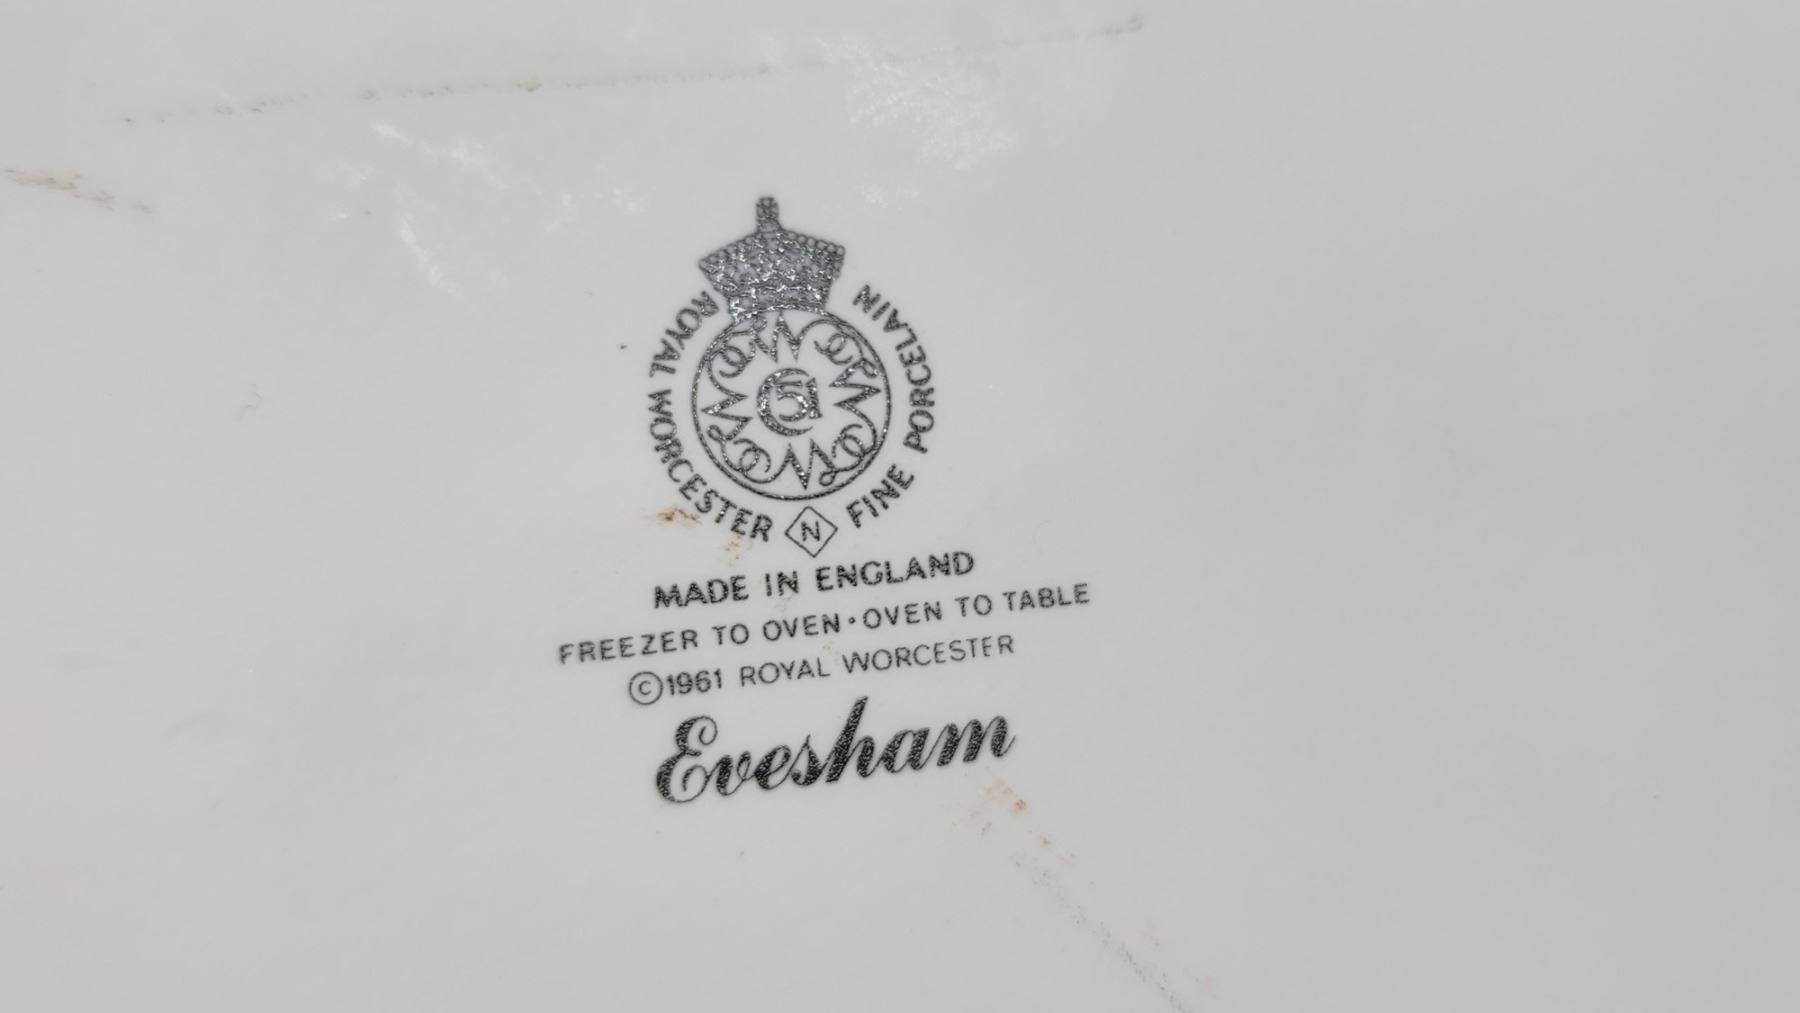 ROYAL WORCESTER N FINE PORCELAIN
51
MADE IN ENGLAND
FREEZER TO OVEN • OVEN TO TABLE
©1961 ROYAL WORCESTER
Evesham